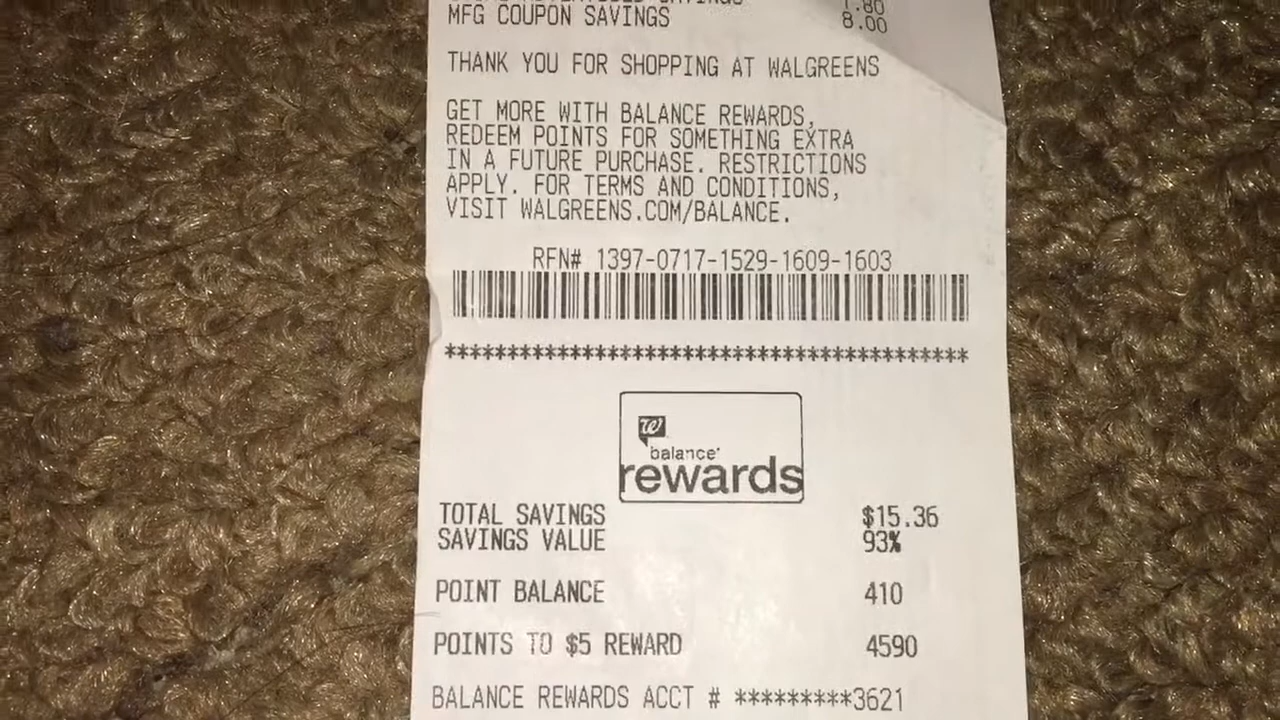 1.80
MFG COUPON SAVINGS 8.00
THANK YOU FOR SHOPPING AT WALGREENS
GET MORE WITH BALANCE REWARDS,
REDEEM POINTS FOR SOMETHING EXTRA
IN A FUTURE PURCHASE. RESTRICTIONS
APPLY. FOR TERMS AND CONDITIONS,
VISIT WALGREENS.COM/BALANCE.
RFN# 1397-0717-1529-1609-1603
******************************************
W
balance®
rewards
TOTAL SAVINGS $15.36
SAVINGS VALUE 93%
POINT BALANCE 410
POINTS TO $5 REWARD 4590
BALANCE REWARDS ACCT # *********3621